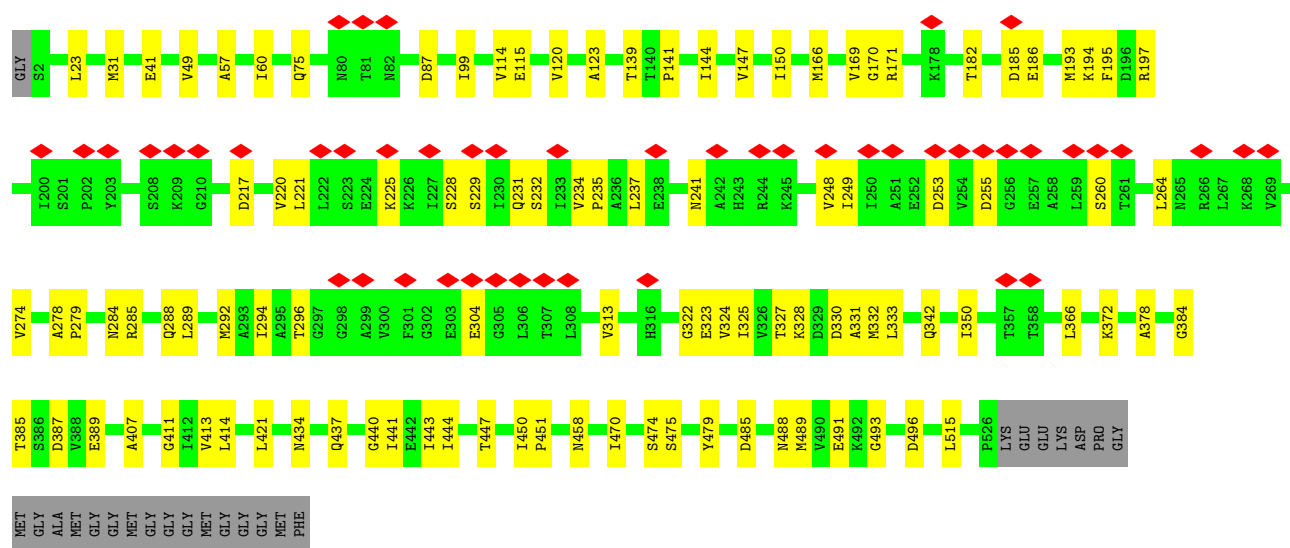 GLY S2 L23 M31 E41 V49 A57 I60 Q75 N80 T81 N82 D87 I99 V114 E115 V120 A123 T139 T140 P141 I144 V147 I150 M166 V169 G170 R171 K178 T182 D185 E186 M193 K194 F195 D196 R197
I200 S201 P202 Y203 S208 K209 G210 D217 V220 L221 L222 S223 E224 K225 K226 I227 S228 S229 I230 Q231 S232 I233 V234 P235 A236 L237 E238 N241 A242 H243 R244 K245 V248 I249 I250 A251 E252 D253 V254 D255 G256 E257 A258 L259 S260 T261 L264 N265 R266 L267 K268 V269
V274 A278 P279 N284 R285 Q288 L289 M292 A293 I294 A295 T296 G297 G298 A299 V300 F301 G302 E303 E304 G305 L306 T307 L308 V313 H316 G322 E323 V324 I325 V326 T327 K328 D329 D330 A331 M332 L333 Q342 I350 T357 T358 L366 K372 A378 G384
T385 S386 D387 V388 E389 A407 G411 I412 V413 L414 L421 N434 Q437 G440 I441 E442 I443 I444 T447 I450 P451 N458 I470 S474 S475 Y479 D485 N488 M489 V490 E491 K492 G493 D496 L515 P526 LYS GLU GLU LYS ASP PRO GLY
MET GLY ALA MET GLY GLY MET GLY GLY GLY MET GLY GLY GLY MET PHE